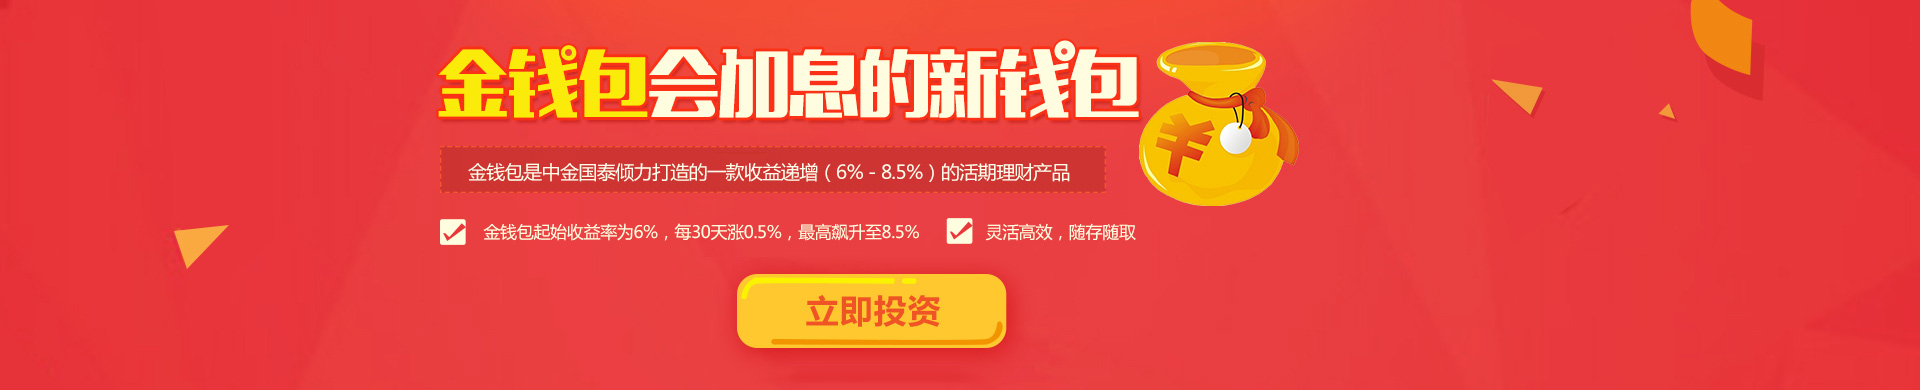 金钱包会加息的新钱包
¥
金钱包是中金国泰倾力打造的一款收益递增（6% - 8.5%）的活期理财产品
金钱包起始收益率为6%，每30天涨0.5%，最高飙升至8.5%
灵活高效，随存随取
立即投资